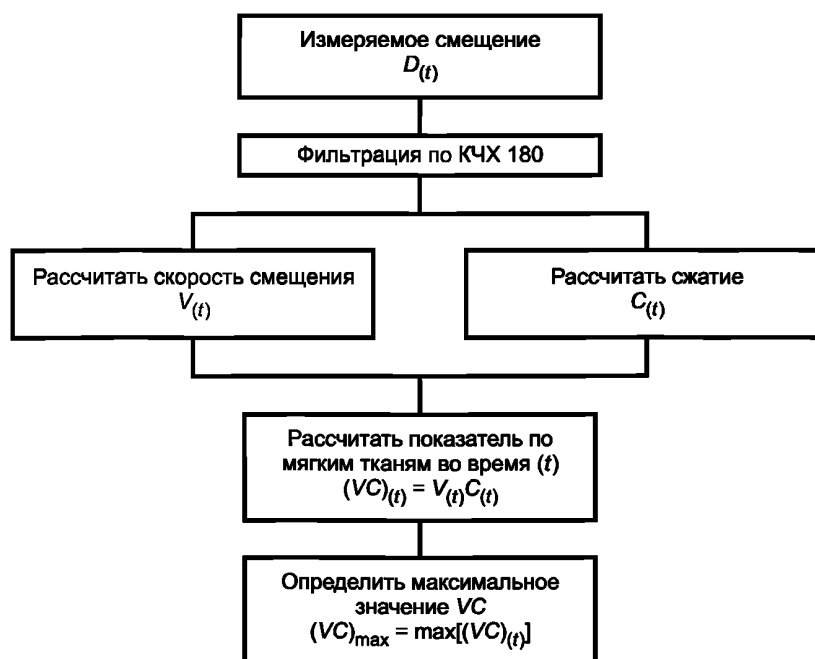 Измеряемое смещение
D(t)
Фильтрация по КЧХ 180
Рассчитать скорость смещения
V(t)
Рассчитать сжатие
C(t)
Рассчитать показатель по
мягким тканям во время (t)
(VC)(t) = V(t)C(t)
Определить максимальное
значение VC
(VC)max = max[(VC)(t)]